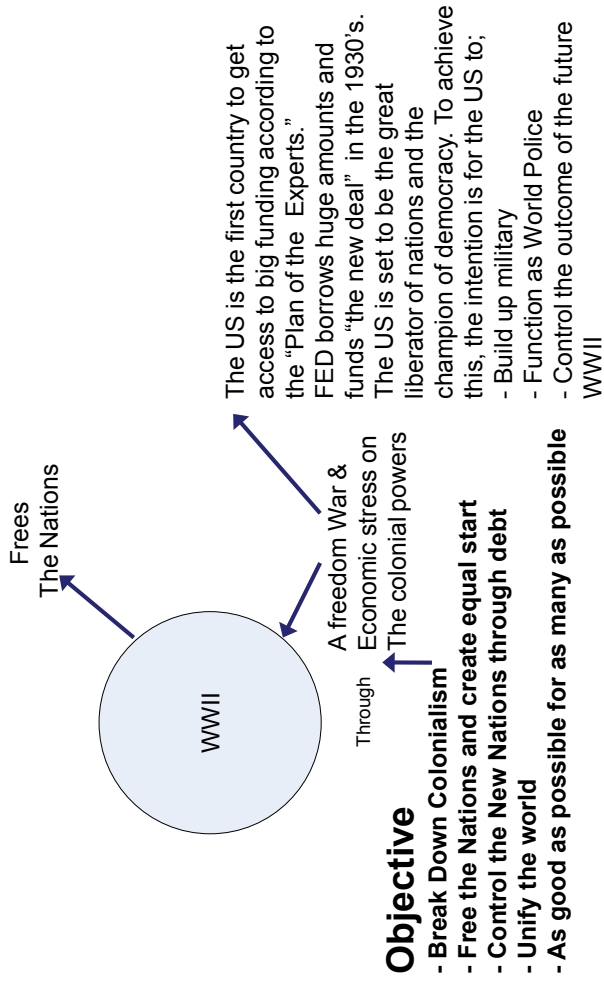 Frees
The Nations
WWII
Through
A freedom War &
Economic stress on
The colonial powers
The US is the first country to get
access to big funding according to
the “Plan of the Experts.”
FED borrows huge amounts and
funds “the new deal” in the 1930’s.
The US is set to be the great
liberator of nations and the
champion of democracy. To achieve
this, the intention is for the US to;
- Build up military
- Function as World Police
- Control the outcome of the future
WWII
Objective
- Break Down Colonialism
- Free the Nations and create equal start
- Control the New Nations through debt
- Unify the world
- As good as possible for as many as possible